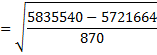 = √((5835540 − 5721664) / 870)